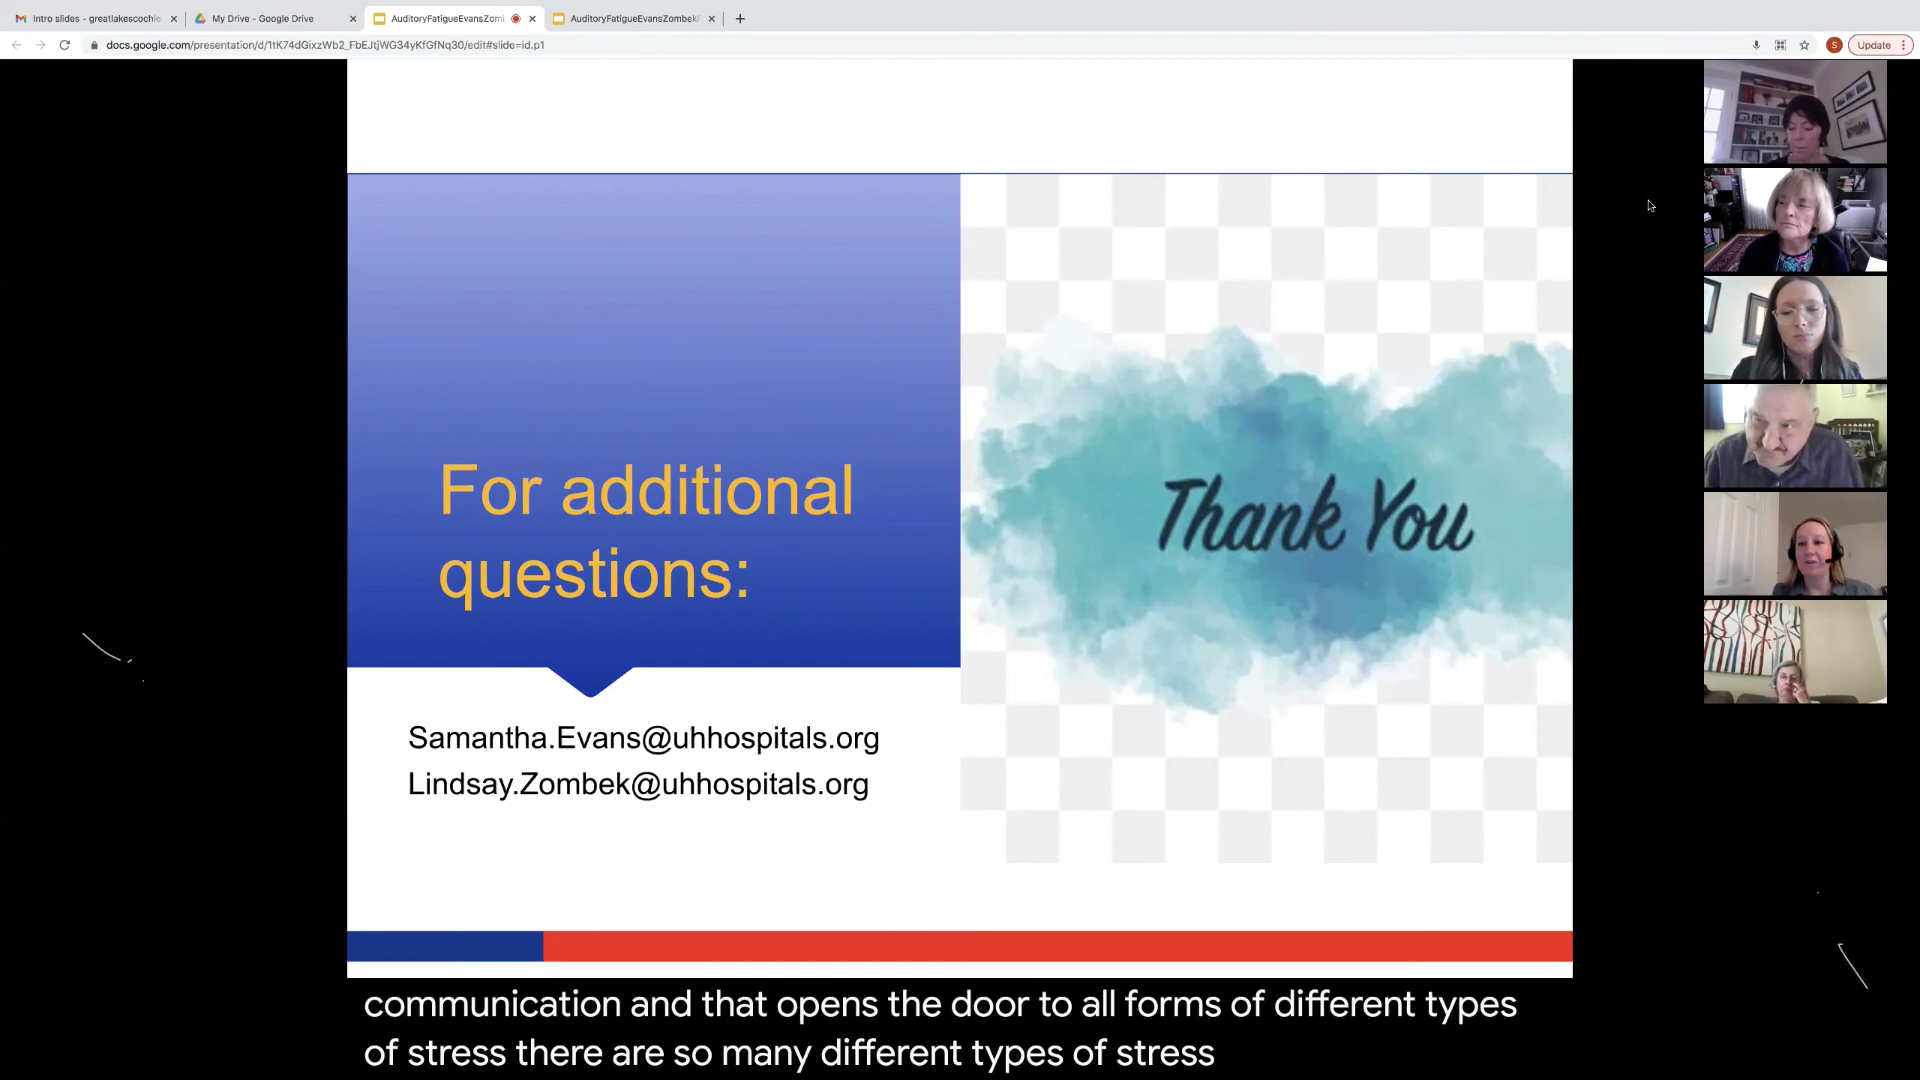 Intro slides - greatlakescochle
My Drive - Google Drive
AuditoryFatigueEvansZoml
AuditoryFatigueEvansZombekF
docs.google.com/presentation/d/1tK74dGixzWb2_FbEJtjWG34yKfGfNq30/edit#slide=id.p1
S
Update
For additional
questions:
Thank You
Samantha.Evans@uhhospitals.org
Lindsay.Zombek@uhhospitals.org
communication and that opens the door to all forms of different types
of stress there are so many different types of stress